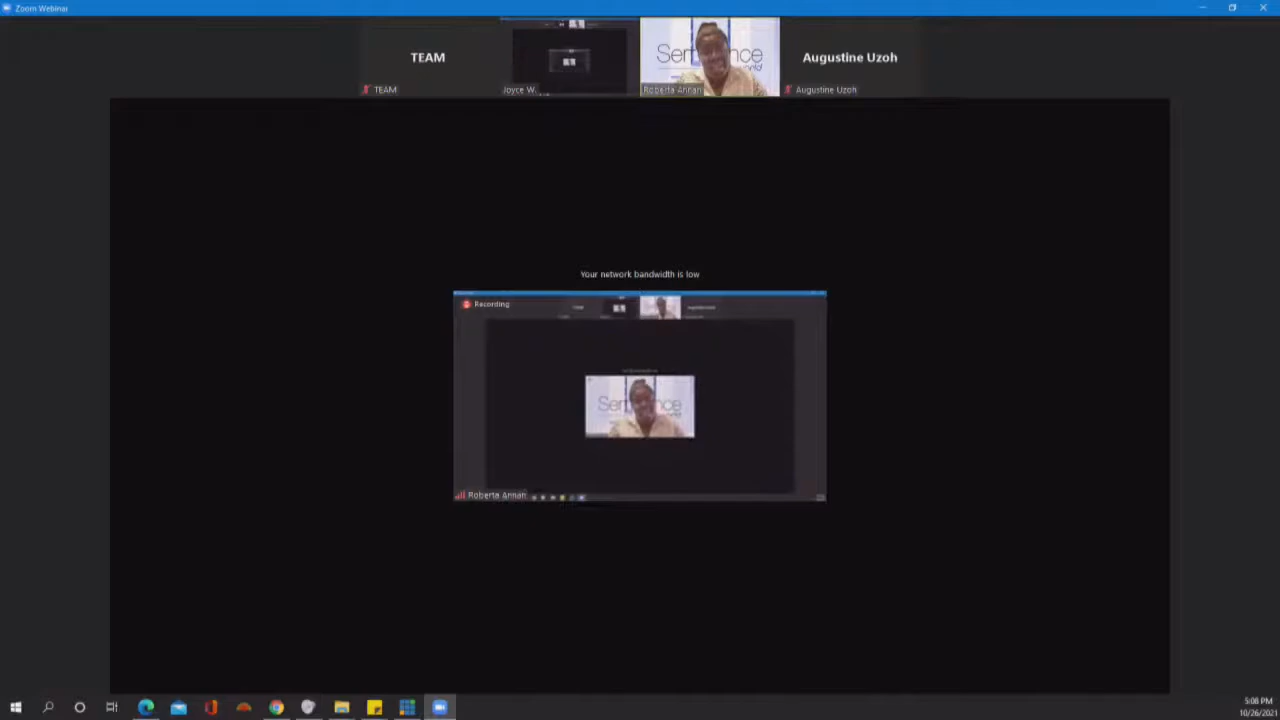 Zoom Webinar
TEAM
Augustine Uzoh
TEAM
Joyce W.
Roberta Annan
Augustine Uzoh
Your network bandwidth is low
Recording
Roberta Annan
5:08 PM
10/26/2021